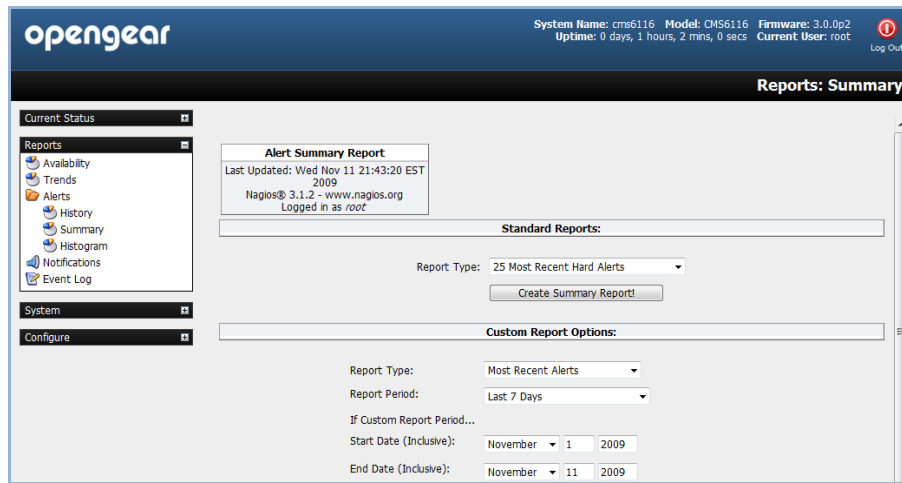 opengear
System Name: cms6116 Model: CMS6116 Firmware: 3.0.0p2
Uptime: 0 days, 1 hours, 2 mins, 0 secs Current User: root
Log Out
Reports: Summary
Current Status
Reports
Availability
Trends
Alerts
History
Summary
Histogram
Notifications
Event Log
System
Configure
Alert Summary Report
Last Updated: Wed Nov 11 21:43:20 EST
2009
Nagios® 3.1.2 - www.nagios.org
Logged in as root
Standard Reports:
Report Type: 25 Most Recent Hard Alerts
Create Summary Report!
Custom Report Options:
Report Type: Most Recent Alerts
Report Period: Last 7 Days
If Custom Report Period...
Start Date (Inclusive): November 1 2009
End Date (Inclusive): November 11 2009